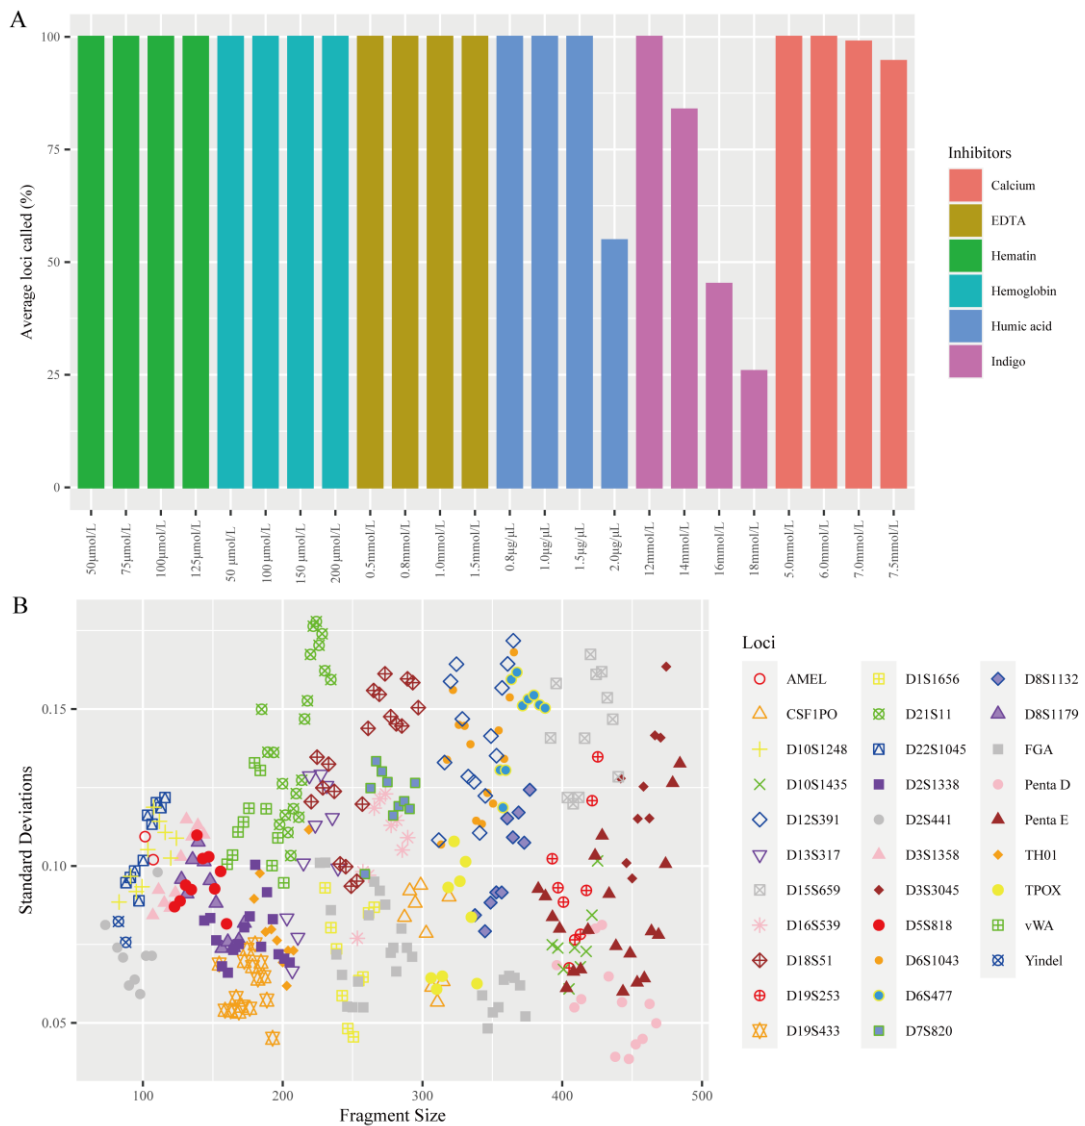 A
Average loci called (%)
100
75
50
25
0
50μmol/L
75μmol/L
100μmol/L
125μmol/L
50 μmol/L
100 μmol/L
150 μmol/L
200 μmol/L
0.5mmol/L
0.8mmol/L
1.0mmol/L
1.5mmol/L
0.8μg/μL
1.0μg/μL
1.5μg/μL
2.0μg/μL
12mmol/L
14mmol/L
16mmol/L
18mmol/L
5.0mmol/L
6.0mmol/L
7.0mmol/L
7.5mmol/L
Inhibitors
Calcium
EDTA
Hematin
Hemoglobin
Humic acid
Indigo
B
Standard Deviations
0.15
0.10
0.05
100 200 300 400 500
Fragment Size
Loci
AMEL
CSF1PO
D10S1248
D10S1435
D12S391
D13S317
D15S659
D16S539
D18S51
D19S253
D19S433
D1S1656
D21S11
D22S1045
D2S1338
D2S441
D3S1358
D3S3045
D5S818
D6S1043
D6S477
D7S820
D8S1132
D8S1179
FGA
Penta D
Penta E
TH01
TPOX
vWA
Yindel